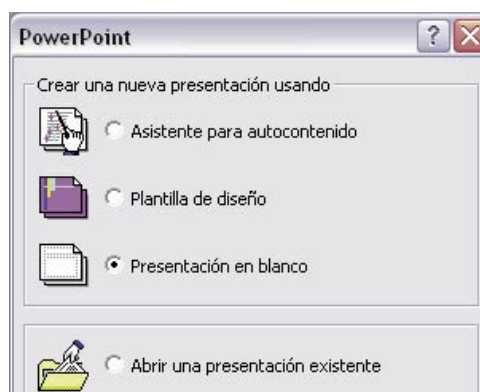 PowerPoint
Crear una nueva presentación usando
Asistente para autocontenido
Plantilla de diseño
Presentación en blanco
Abrir una presentación existente